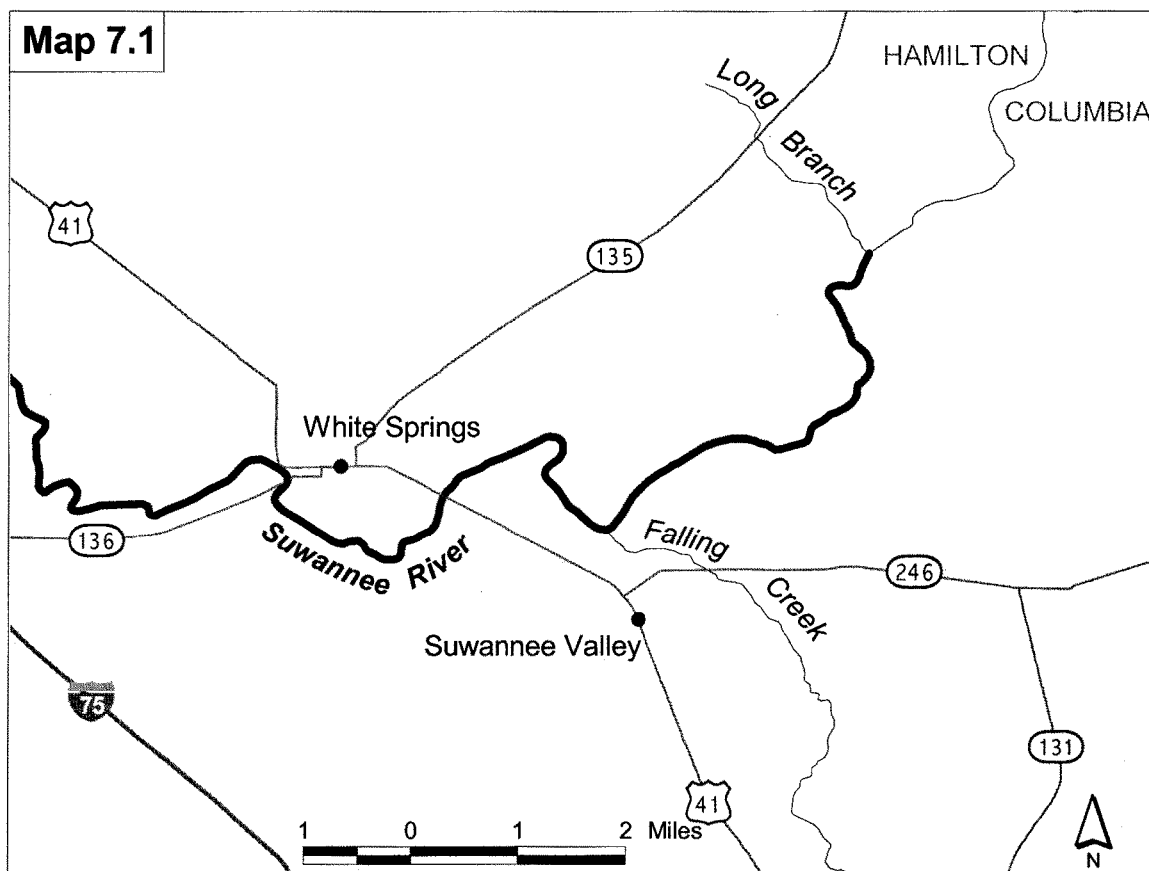 Map 7.1
HAMILTON
COLUMBIA
Long
Branch
41
135
White Springs
136
Suwannee River
Falling
Creek
246
Suwannee Valley
75
131
41
1 0 1 2 Miles
N